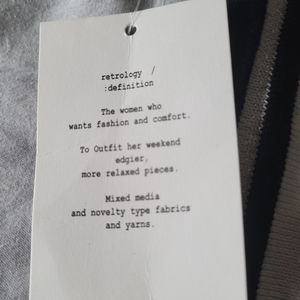 retrology /
:definition
The women who
wants fashion and comfort.
To Outfit her weekend
edgier,
more relaxed pieces.
Mixed media
and novelty type fabrics
and yarns.